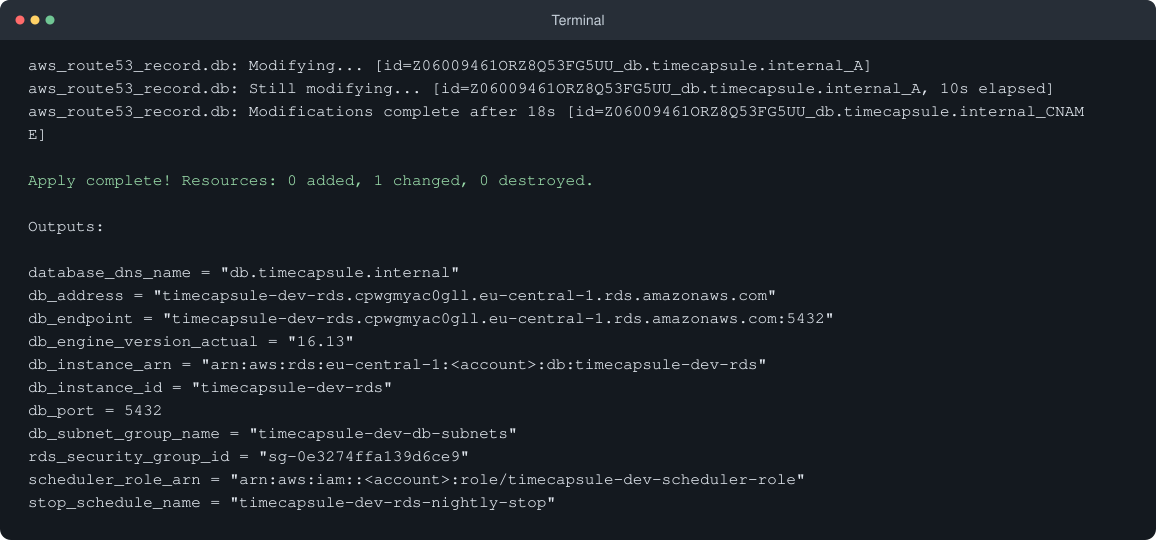 Terminal
aws_route53_record.db: Modifying... [id=Z06009461ORZ8Q53FG5UU_db.timecapsule.internal_A]
aws_route53_record.db: Still modifying... [id=Z06009461ORZ8Q53FG5UU_db.timecapsule.internal_A, 10s elapsed]
aws_route53_record.db: Modifications complete after 18s [id=Z06009461ORZ8Q53FG5UU_db.timecapsule.internal_CNAM
E]
Apply complete! Resources: 0 added, 1 changed, 0 destroyed.
Outputs:
database_dns_name = "db.timecapsule.internal"
db_address = "timecapsule-dev-rds.cpwgmyac0gll.eu-central-1.rds.amazonaws.com"
db_endpoint = "timecapsule-dev-rds.cpwgmyac0gll.eu-central-1.rds.amazonaws.com:5432"
db_engine_version_actual = "16.13"
db_instance_arn = "arn:aws:rds:eu-central-1:<account>:db:timecapsule-dev-rds"
db_instance_id = "timecapsule-dev-rds"
db_port = 5432
db_subnet_group_name = "timecapsule-dev-db-subnets"
rds_security_group_id = "sg-0e3274ffa139d6ce9"
scheduler_role_arn = "arn:aws:iam::<account>:role/timecapsule-dev-scheduler-role"
stop_schedule_name = "timecapsule-dev-rds-nightly-stop"